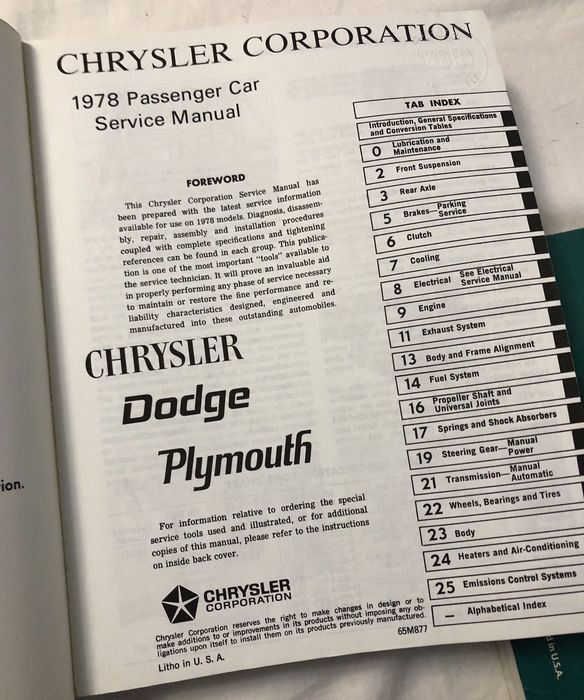 CHRYSLER CORPORATION
1978 Passenger Car
Service Manual
FOREWORD
This Chrysler Corporation Service Manual has
been prepared with the latest service information
available for use on 1978 models. Diagnosis, disassem-
bly, repair, assembly and installation procedures
coupled with complete specifications and tightening
references can be found in each group. This publica-
tion is one of the most important "tools" available to
the service technician. It will prove an invaluable aid
in properly performing any phase of service necessary
to maintain or restore the fine performance and re-
liability characteristics designed, engineered and
manufactured into these outstanding automobiles.
CHRYSLER
Dodge
Plymouth
For information relative to ordering the special
service tools used and illustrated, or for additional
copies of this manual, please refer to the instructions
on inside back cover.
CHRYSLER
CORPORATION
Chrysler Corporation reserves the right to make changes in design or to
make additions to or improvements in its products without imposing any ob-
ligations upon itself to install them on its products previously manufactured.
Litho in U. S. A.
65M877
TAB INDEX
Introduction, General Specifications
and Conversion Tables
0 Lubrication and
Maintenance
2 Front Suspension
3 Rear Axle
5 Brakes—Parking
Service
6 Clutch
7 Cooling
8 Electrical See Electrical
Service Manual
9 Engine
11 Exhaust System
13 Body and Frame Alignment
14 Fuel System
16 Propeller Shaft and
Universal Joints
17 Springs and Shock Absorbers
19 Steering Gear—Manual
Power
21 Transmission—Manual
Automatic
22 Wheels, Bearings and Tires
23 Body
24 Heaters and Air-Conditioning
25 Emissions Control Systems
— Alphabetical Index
ion.
d in U.S.A.